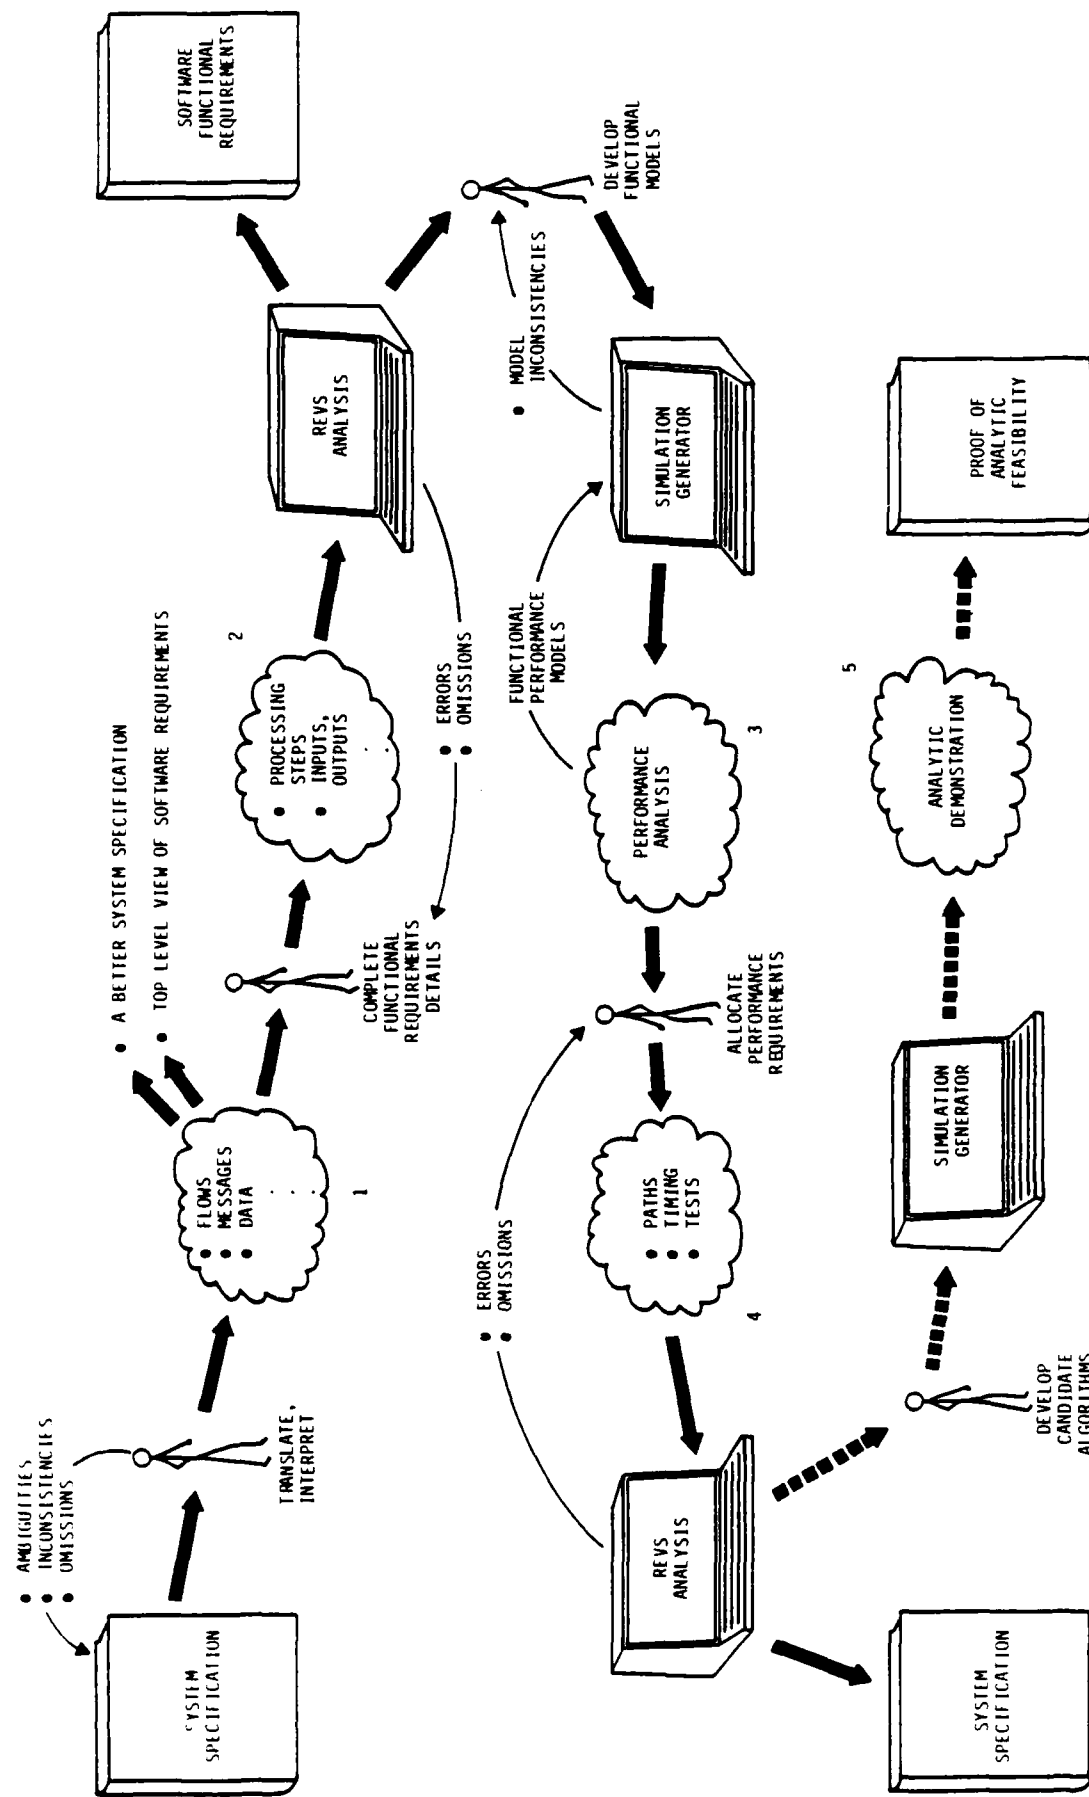 AMBIGUITIES
INCONSISTENCIES
OMISSIONS
SYSTEM
SPECIFICATION
TRANSLATE,
INTERPRET
• FLOWS
• MESSAGES
• DATA
1
• A BETTER SYSTEM SPECIFICATION
• TOP LEVEL VIEW OF SOFTWARE REQUIREMENTS
COMPLETE
FUNCTIONAL
REQUIREMENTS
DETAILS
2
• PROCESSING
STEPS
• INPUTS,
OUTPUTS
• ERRORS
• OMISSIONS
REVS
ANALYSIS
SOFTWARE
FUNCTIONAL
REQUIREMENTS
DEVELOP
FUNCTIONAL
MODELS
• MODEL
INCONSISTENCIES
SIMULATION
GENERATOR
FUNCTIONAL
PERFORMANCE
MODELS
PERFORMANCE
ANALYSIS
3
ALLOCATE
PERFORMANCE
REQUIREMENTS
• ERRORS
• OMISSIONS
• PATHS
• TIMING
• TESTS
4
REVS
ANALYSIS
SYSTEM
SPECIFICATION
DEVELOP
CANDIDATE
ALGORITHMS
SIMULATION
GENERATOR
5
ANALYTIC
DEMONSTRATION
PROOF OF
ANALYTIC
FEASIBILITY